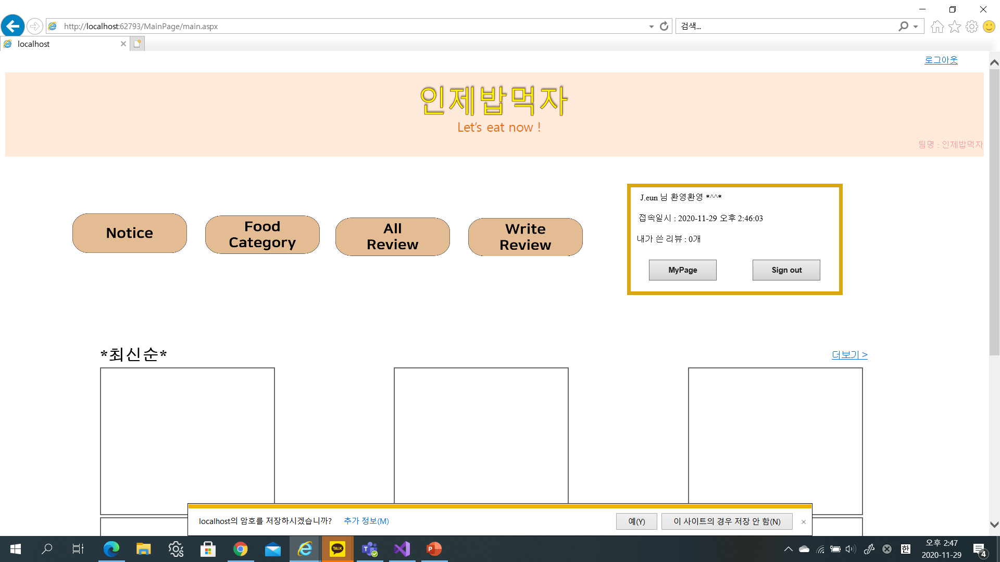 http://localhost:62793/MainPage/main.aspx
검색...
localhost
로그아웃
인제밥먹자
Let's eat now !
팀명 : 인제밥먹자
Notice
Food
Category
All
Review
Write
Review
J.eun 님 환영환영 *^^*
접속일시 : 2020-11-29 오후 2:46:03
내가 쓴 리뷰 : 0개
MyPage
Sign out
*최신순*
더보기 >
localhost의 암호를 저장하시겠습니까? 추가 정보(M)
예(Y)
이 사이트의 경우 저장 안 함(N)
TALK
한
오후 2:47
2020-11-29
4